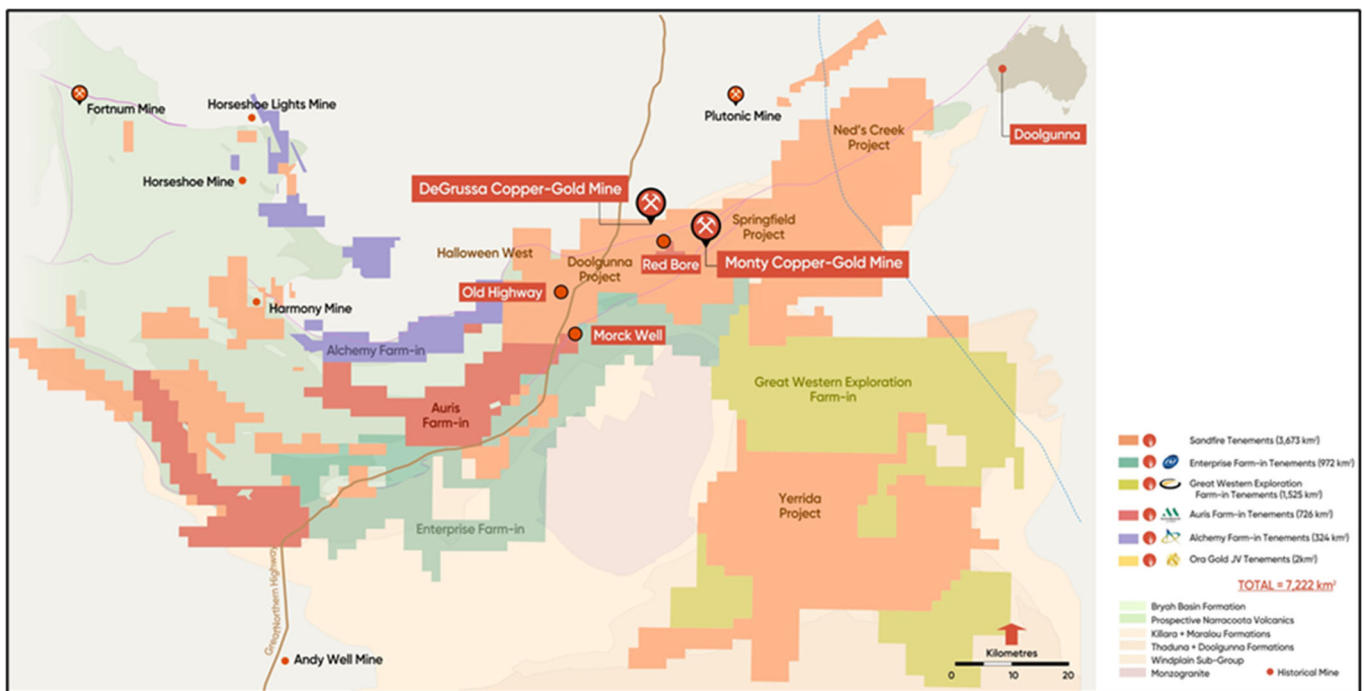 Fortnum Mine
Horseshoe Lights Mine
Horseshoe Mine
Plutonic Mine
Ned's Creek
Project
Doolgunna
DeGrussa Copper-Gold Mine
Springfield
Project
Halloween West
Doolgunna
Project
Red Bore
Monty Copper-Gold Mine
Old Highway
Harmony Mine
Morck Well
Alchemy Farm-in
Great Western Exploration
Farm-in
Auris
Farm-in
Yerrida
Project
Enterprise Farm-in
Great Northern Highway
Andy Well Mine
Kilometres
0 10 20
Sandfire Tenements (3,673 km²)
Enterprise Farm-in Tenements (972 km²)
Great Western Exploration
Farm-in Tenements (1,525 km²)
Auris Farm-in Tenements (726 km²)
Alchemy Farm-in Tenements (324 km²)
Ora Gold JV Tenements (2km²)
TOTAL = 7,222 km²
Bryah Basin Formation
Prospective Narracoota Volcanics
Killara + Maralou Formations
Thaduna + Doolgunna Formations
Windplain Sub-Group
Monzogranite
Historical Mine